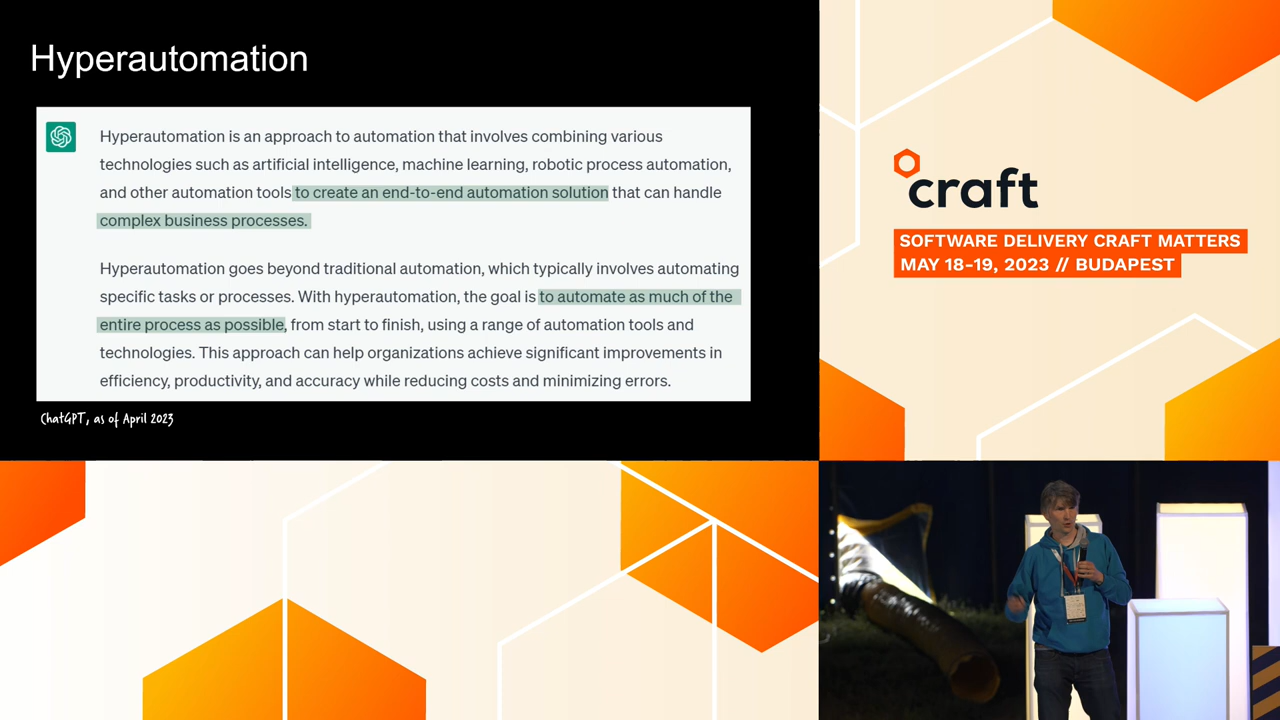 Hyperautomation
Hyperautomation is an approach to automation that involves combining various
technologies such as artificial intelligence, machine learning, robotic process automation,
and other automation tools to create an end-to-end automation solution that can handle
complex business processes.
Hyperautomation goes beyond traditional automation, which typically involves automating
specific tasks or processes. With hyperautomation, the goal is to automate as much of the
entire process as possible, from start to finish, using a range of automation tools and
technologies. This approach can help organizations achieve significant improvements in
efficiency, productivity, and accuracy while reducing costs and minimizing errors.
ChatGPT, as of April 2023
craft
SOFTWARE DELIVERY CRAFT MATTERS
MAY 18-19, 2023 // BUDAPEST